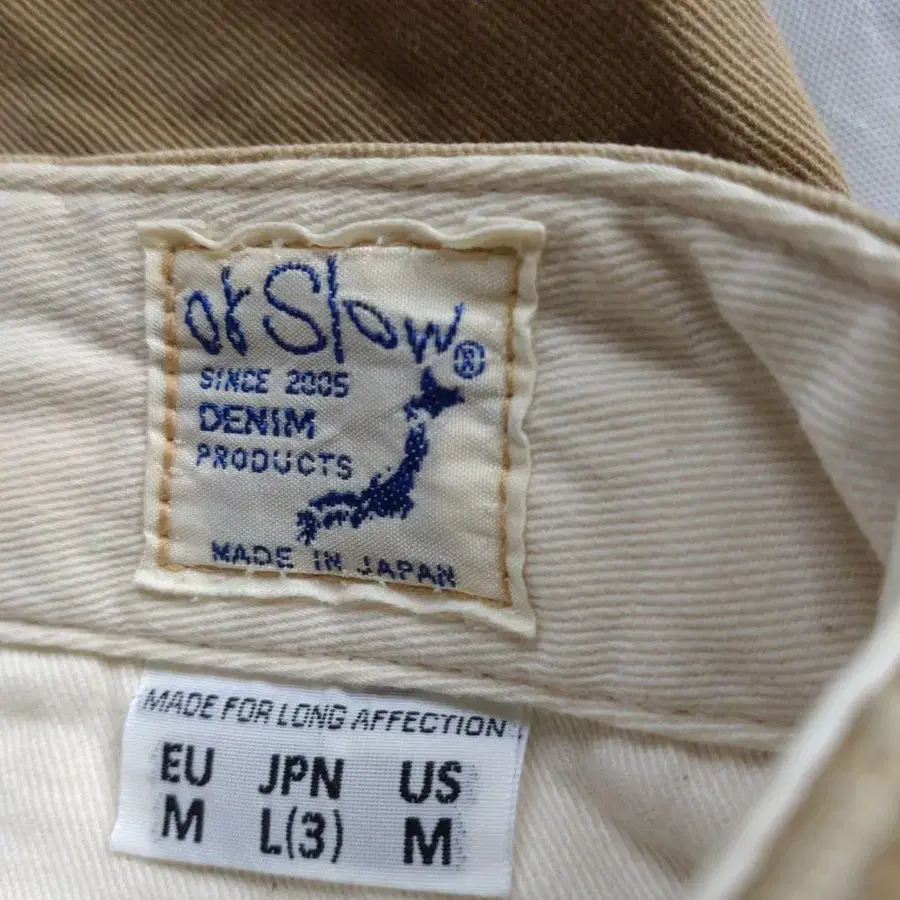 orSlow®
SINCE 2005
DENIM
PRODUCTS
MADE IN JAPAN
MADE FOR LONG AFFECTION
EU JPN US
M L(3) M